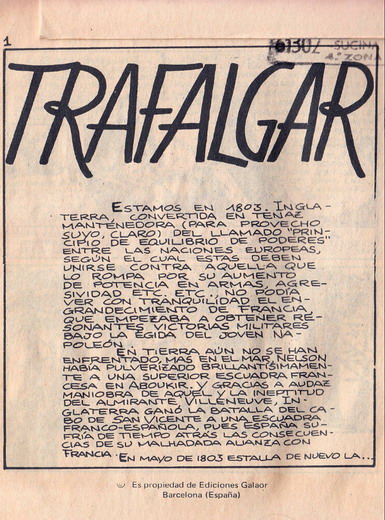 1
61302 SUCINA
4ª ZONA
TRAFALGAR
ESTAMOS EN 1803. INGLA-
TERRA, CONVERTIDA EN TENAZ
MANTENEDORA (PARA PROVECHO
SUYO, CLARO) DEL LLAMADO "PRIN-
CIPIO DE EQUILIBRIO DE PODERES"
ENTRE LAS NACIONES EUROPEAS,
SEGÚN EL CUAL ESTAS DEBEN
UNIRSE CONTRA AQUELLA QUE
LO ROMPA POR SU AUMENTO
DE POTENCIA EN ARMAS, AGRE-
SIVIDAD ETC. ETC., NO PODÍA
VER CON TRANQUILIDAD EL EN-
GRANDECIMIENTO DE FRANCIA
QUE EMPEZABA A OBTENER RE-
SONANTES VICTORIAS MILITARES
BAJO LA EGIDA DEL JOVEN NA-
POLEÓN.
EN TIERRA AÚN NO SE HAN
ENFRENTADO, MAS EN EL MAR, NELSON
HABÍA PULVERIZADO BRILLANTÍSIMAMEN-
TE A UNA SUPERIOR ESCUADRA FRAN-
CESA EN ABOUKIR. Y GRACIAS A AUDAZ
MANIOBRA DE AQUEL Y LA INEPTITUD
DEL ALMIRANTE, VILLENEUVE, IN-
GLATERRA GANÓ LA BATALLA DEL CA-
BO DE SAN VICENTE A UNA ESCUADRA
FRANCO-ESPAÑOLA, PUES ESPAÑA SU-
FRÍA DE TIEMPO ATRÁS LAS CONSECUEN-
CIAS DE SU MALHADADA ALIANZA CON
FRANCIA. EN MAYO DE 1803 ESTALLA DE NUEVO LA...
© Es propiedad de Ediciones Galaor
Barcelona (España)